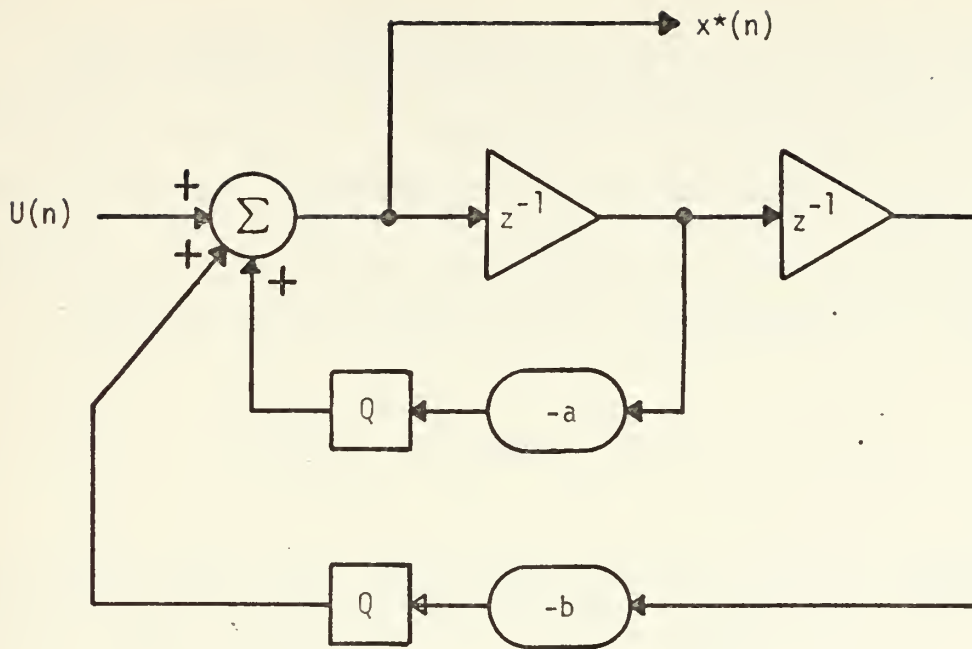 x*(n)
U(n)
+
+
+
Σ
z⁻¹
z⁻¹
Q
-a
Q
-b